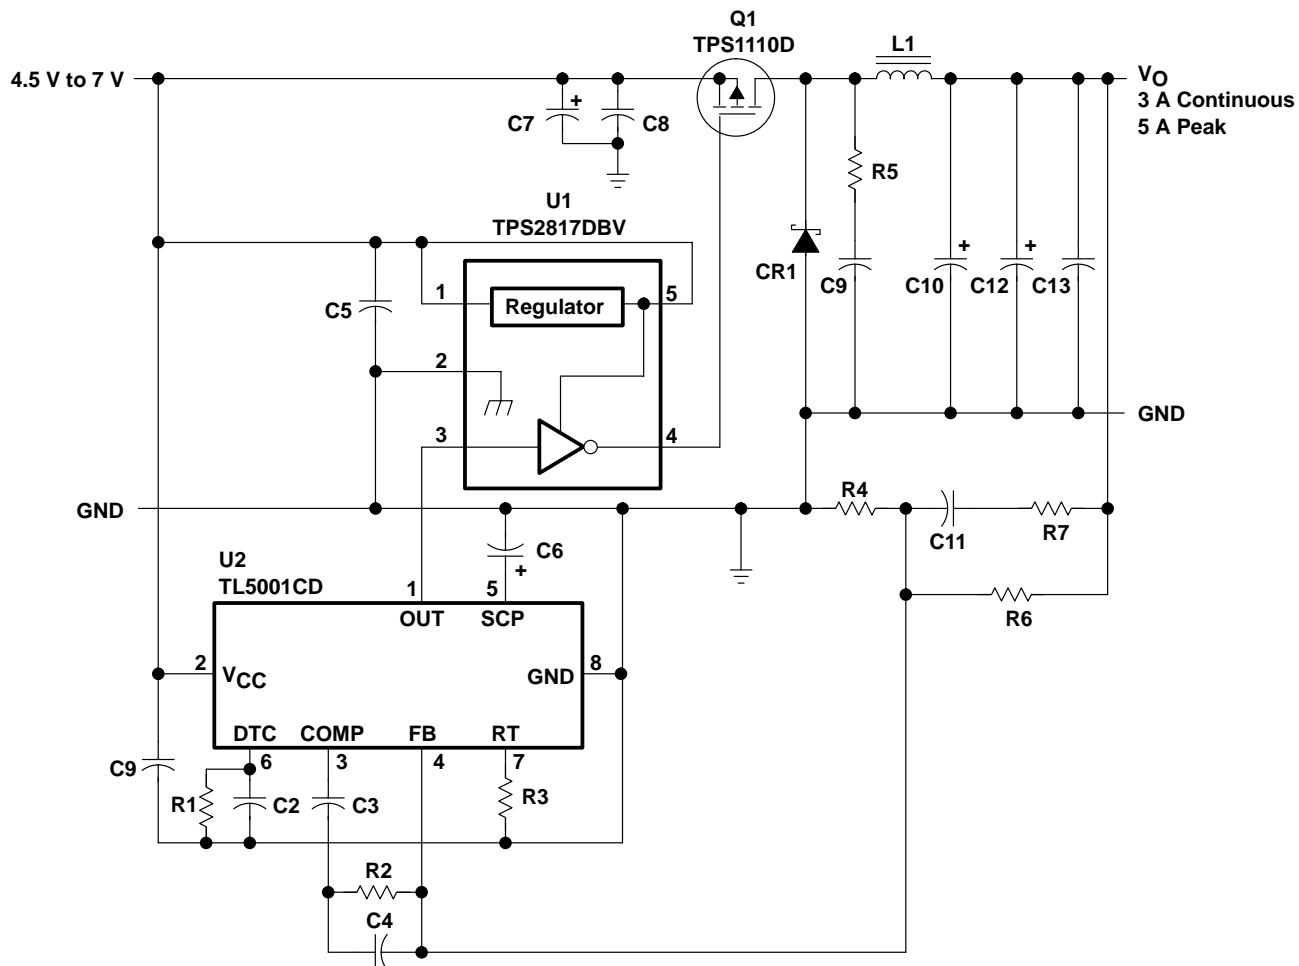 Q1
TPS1110D
L1
4.5 V to 7 V
VO
3 A Continuous
5 A Peak
C7
+
C8
R5
U1
TPS2817DBV
CR1
C9
C10
+
C12
+
C13
C5
1
Regulator
5
2
3
4
GND
GND
R4
C11
R7
R6
C6
+
U2
TL5001CD
1
5
OUT
SCP
2
VCC
GND
8
DTC
COMP
FB
RT
6
3
4
7
C9
R1
C2
C3
R3
R2
C4